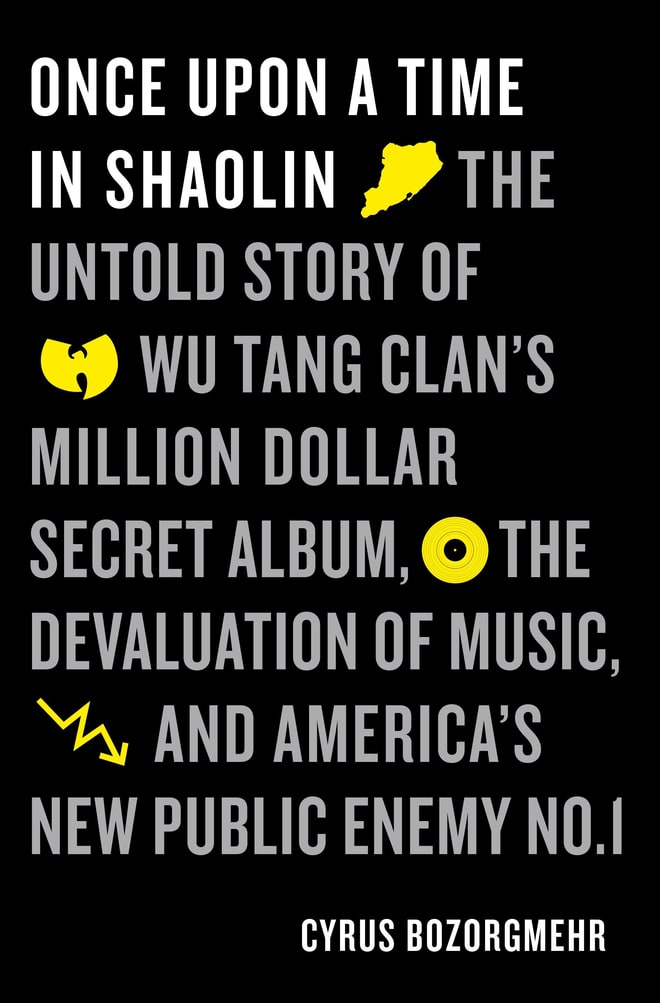 ONCE UPON A TIME
IN SHAOLIN THE
UNTOLD STORY OF
WU TANG CLAN'S
MILLION DOLLAR
SECRET ALBUM, THE
DEVALUATION OF MUSIC,
AND AMERICA'S
NEW PUBLIC ENEMY NO.1
CYRUS BOZORGMEHR